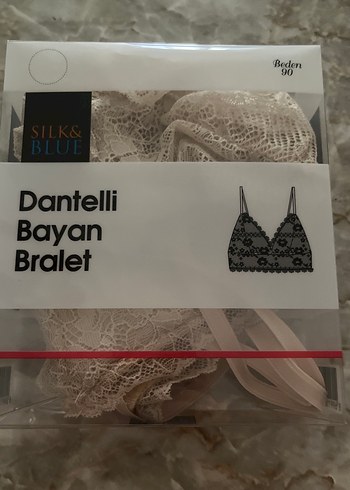 Beden
90
SILK&
BLUE
Dantelli
Bayan
Bralet